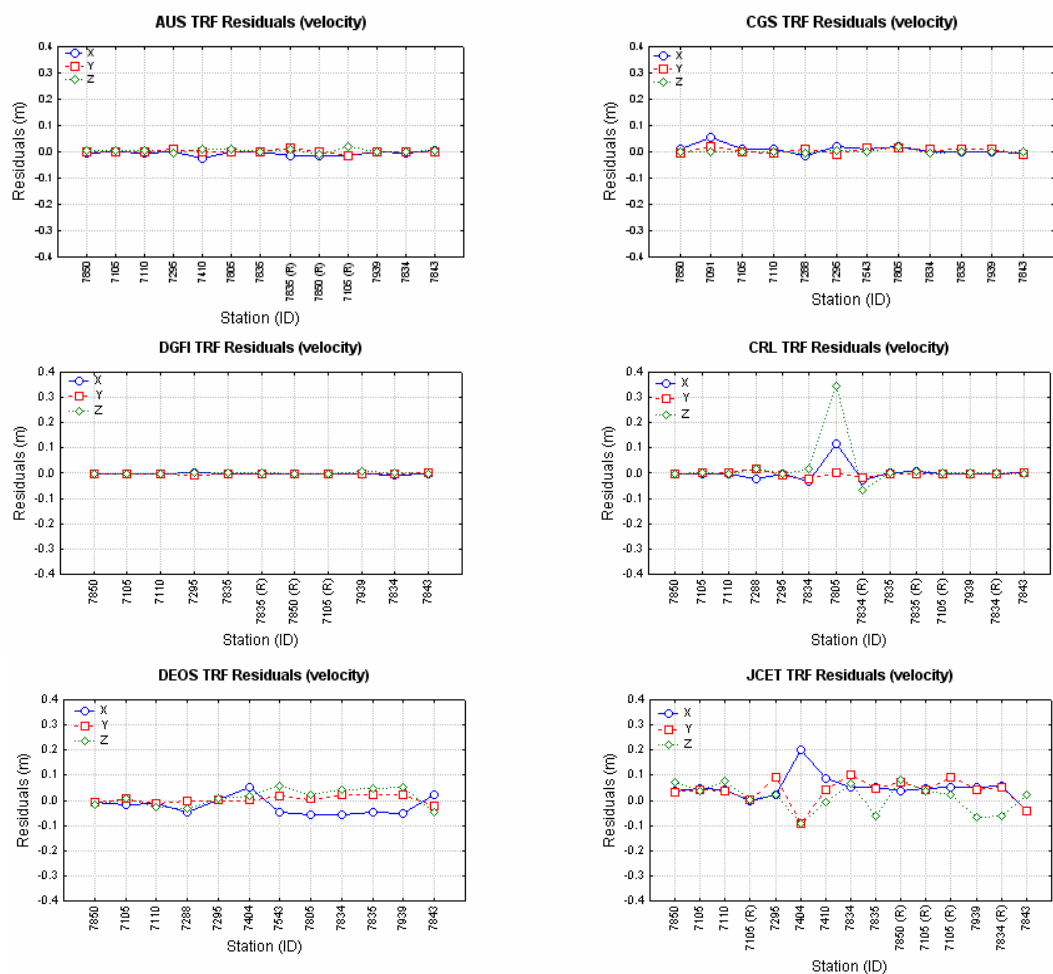 AUS TRF Residuals (velocity)
0.4
0.3
0.2
0.1
0.0
-0.1
-0.2
-0.3
-0.4
Residuals (m)
X
Y
Z
7850
7105
7110
7295
7410
7805
7835
7835 (R)
7850 (R)
7105 (R)
7939
7834
7843
Station (ID)
CGS TRF Residuals (velocity)
0.4
0.3
0.2
0.1
0.0
-0.1
-0.2
-0.3
-0.4
Residuals (m)
X
Y
Z
7850
7091
7105
7110
7288
7295
7543
7805
7834
7835
7939
7843
Station (ID)
DGFI TRF Residuals (velocity)
0.4
0.3
0.2
0.1
0.0
-0.1
-0.2
-0.3
-0.4
Residuals (m)
X
Y
Z
7850
7105
7110
7295
7835
7835 (R)
7850 (R)
7105 (R)
7939
7834
7843
Station (ID)
CRL TRF Residuals (velocity)
0.4
0.3
0.2
0.1
0.0
-0.1
-0.2
-0.3
-0.4
Residuals (m)
X
Y
Z
7850
7105
7110
7288
7295
7834
7805
7834 (R)
7835
7835 (R)
7105 (R)
7939
7834 (R)
7843
Station (ID)
DEOS TRF Residuals (velocity)
0.4
0.3
0.2
0.1
0.0
-0.1
-0.2
-0.3
-0.4
Residuals (m)
X
Y
Z
7850
7105
7110
7288
7295
7404
7543
7805
7834
7835
7939
7843
Station (ID)
JCET TRF Residuals (velocity)
0.4
0.3
0.2
0.1
0.0
-0.1
-0.2
-0.3
-0.4
Residuals (m)
X
Y
Z
7850
7105
7110
7105 (R)
7295
7404
7410
7834
7835
7850 (R)
7105 (R)
7105 (R)
7939
7834 (R)
7843
Station (ID)